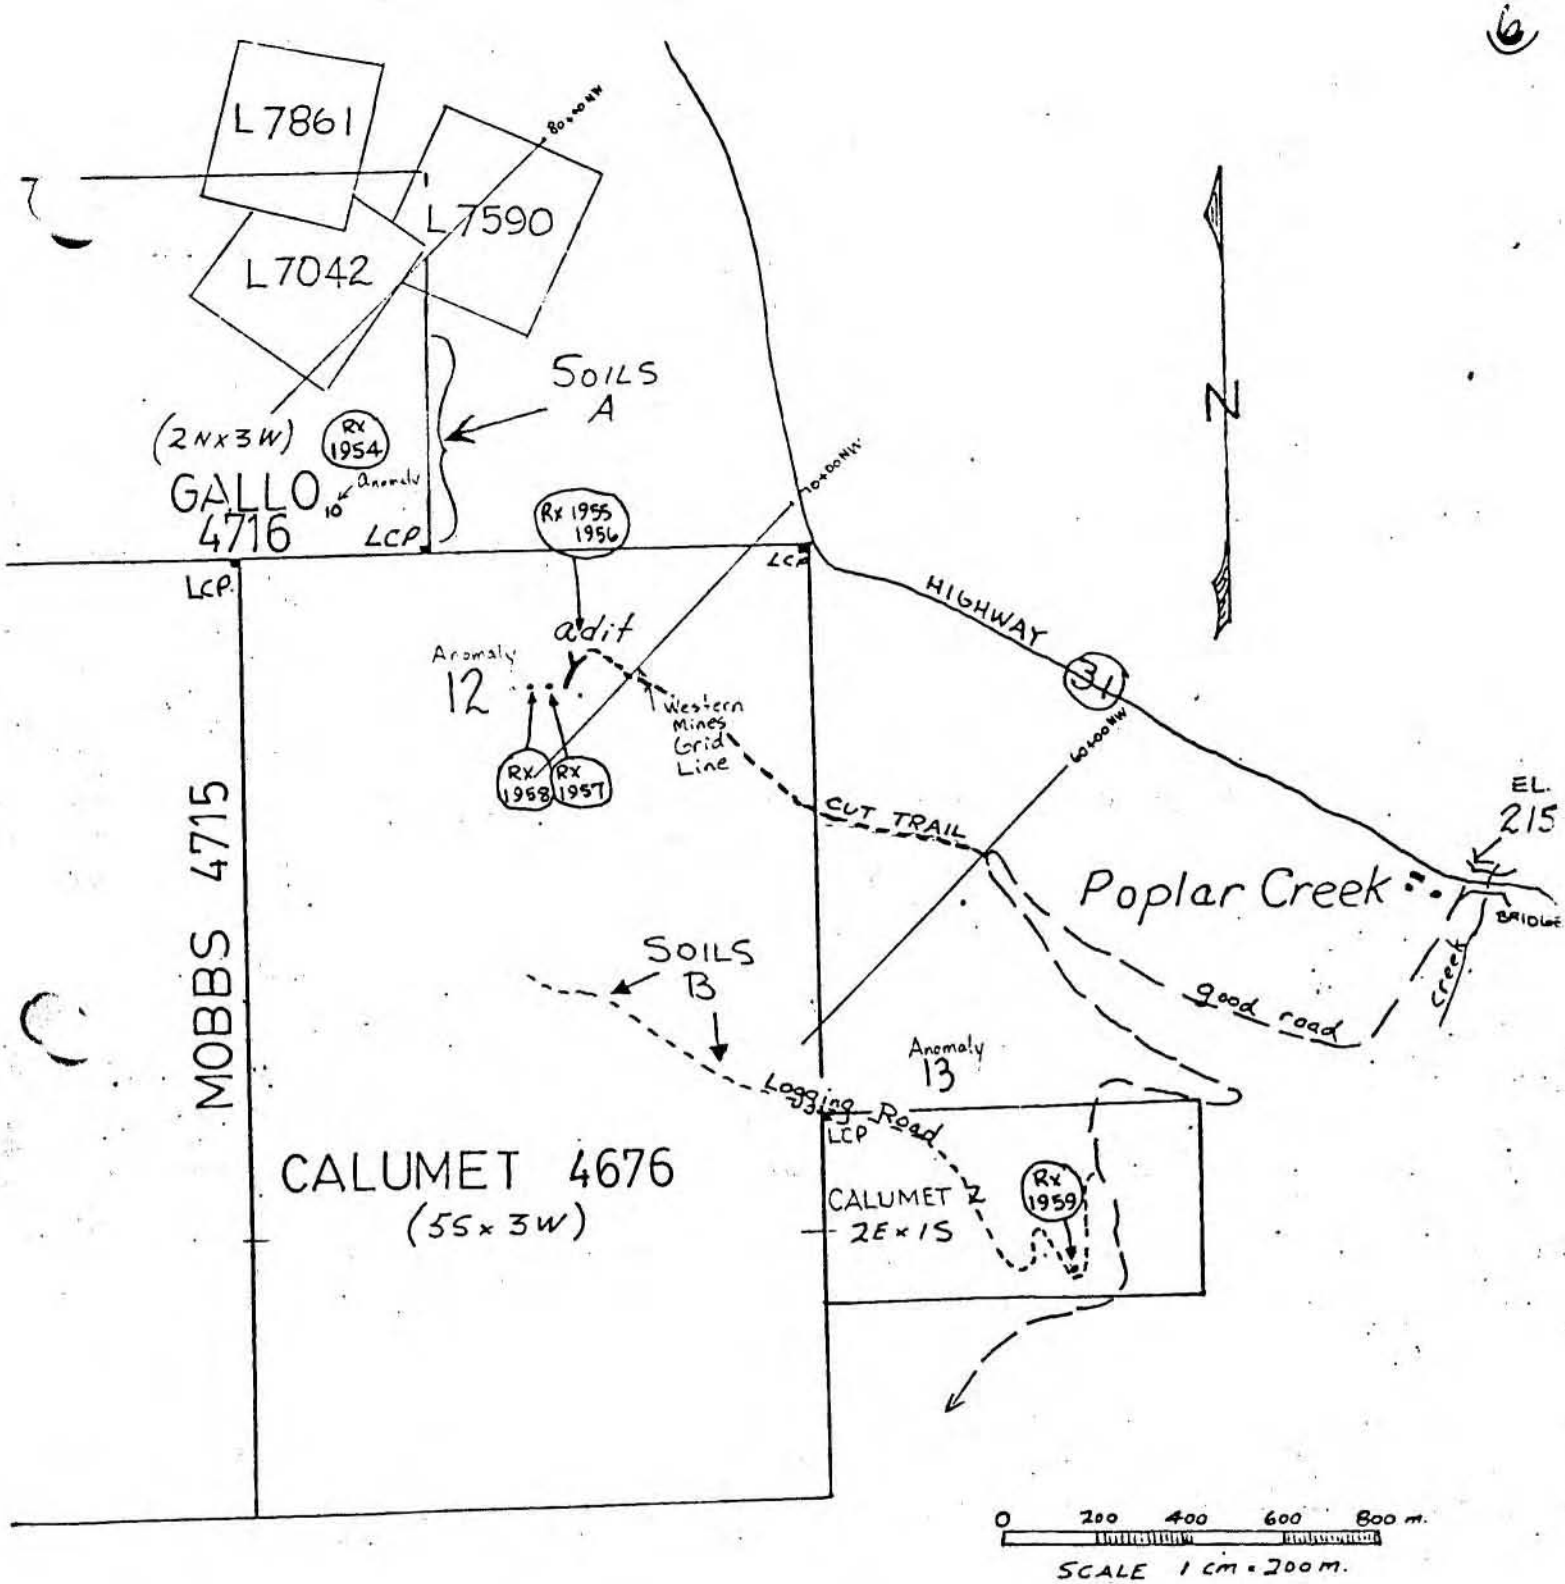 6
L7861
80+00NW
L7590
L7042
SOILS
A
(2N×3W)
Rx
1954
Anomaly
GALLO
10
4716
LCP
Rx 1955
1956
70+00NW
LCP
LCP.
HIGHWAY
31
N
adit
Anomaly
12
Western
Mines
Grid
Line
60+00NW
Rx
1958
Rx
1957
EL.
215
CUT TRAIL
Poplar Creek
BRIDGE
MOBBS 4715
SOILS
B
Creek
good road
Anomaly
13
Logging Road
LCP
CALUMET 4676
(5S × 3W)
CALUMET 2
2E × 1S
Rx
1959
0 200 400 600 800 m.
SCALE 1 cm = 200 m.